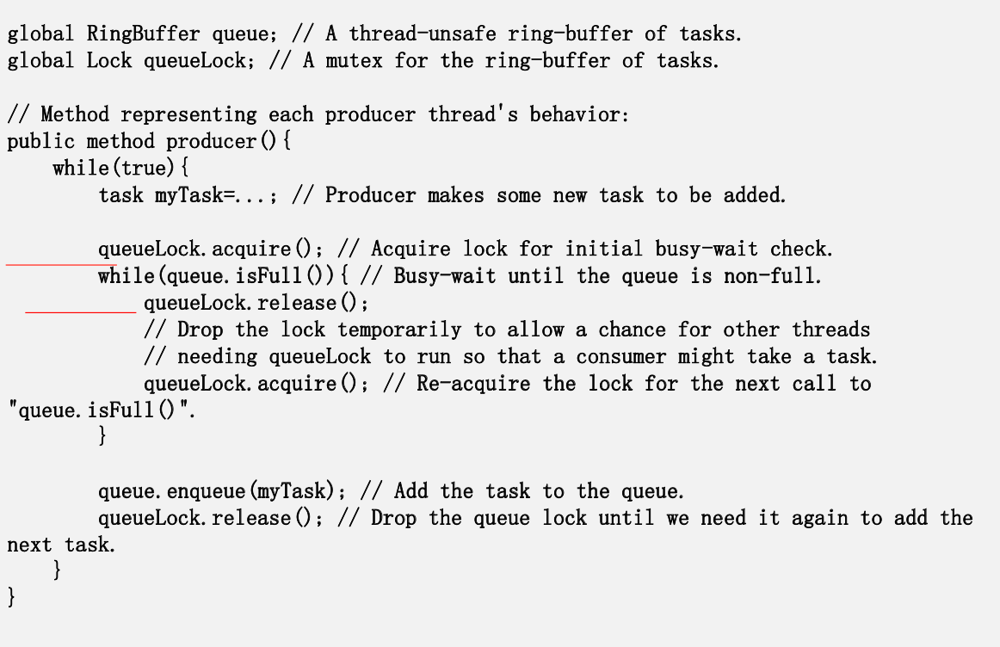 global RingBuffer queue; // A thread-unsafe ring-buffer of tasks.
global Lock queueLock; // A mutex for the ring-buffer of tasks.

// Method representing each producer thread's behavior:
public method producer(){
    while(true){
        task myTask=...; // Producer makes some new task to be added.

        queueLock.acquire(); // Acquire lock for initial busy-wait check.
        while(queue.isFull()){ // Busy-wait until the queue is non-full.
            queueLock.release();
            // Drop the lock temporarily to allow a chance for other threads
            // needing queueLock to run so that a consumer might take a task.
            queueLock.acquire(); // Re-acquire the lock for the next call to
"queue.isFull()".
        }

        queue.enqueue(myTask); // Add the task to the queue.
        queueLock.release(); // Drop the queue lock until we need it again to add the
next task.
    }
}